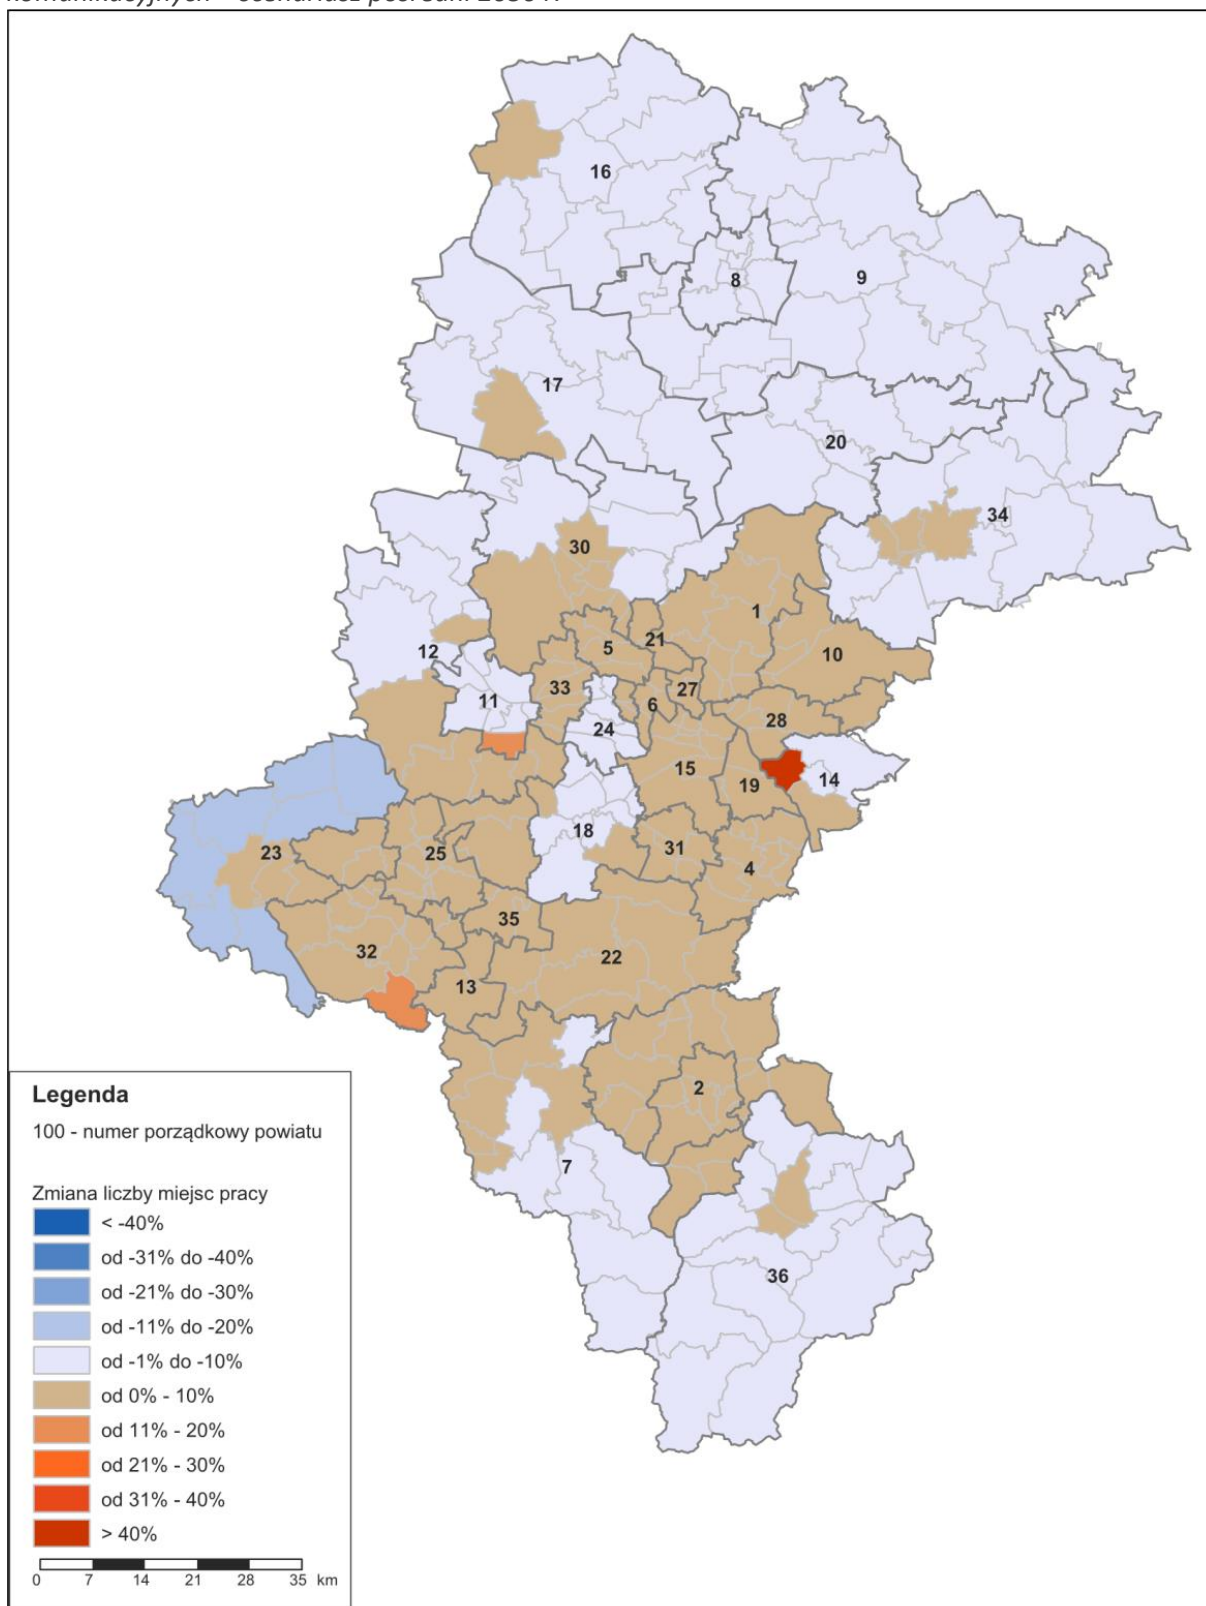 16
8
9
17
20
34
30
1
21
5
10
12
33
27
11
6
28
24
15
19
14
18
23
25
31
4
35
32
22
13
2
7
36
Legenda
100 - numer porządkowy powiatu
Zmiana liczby miejsc pracy
< -40%
od -31% do -40%
od -21% do -30%
od -11% do -20%
od -1% do -10%
od 0% - 10%
od 11% - 20%
od 21% - 30%
od 31% - 40%
> 40%
0 7 14 21 28 35 km